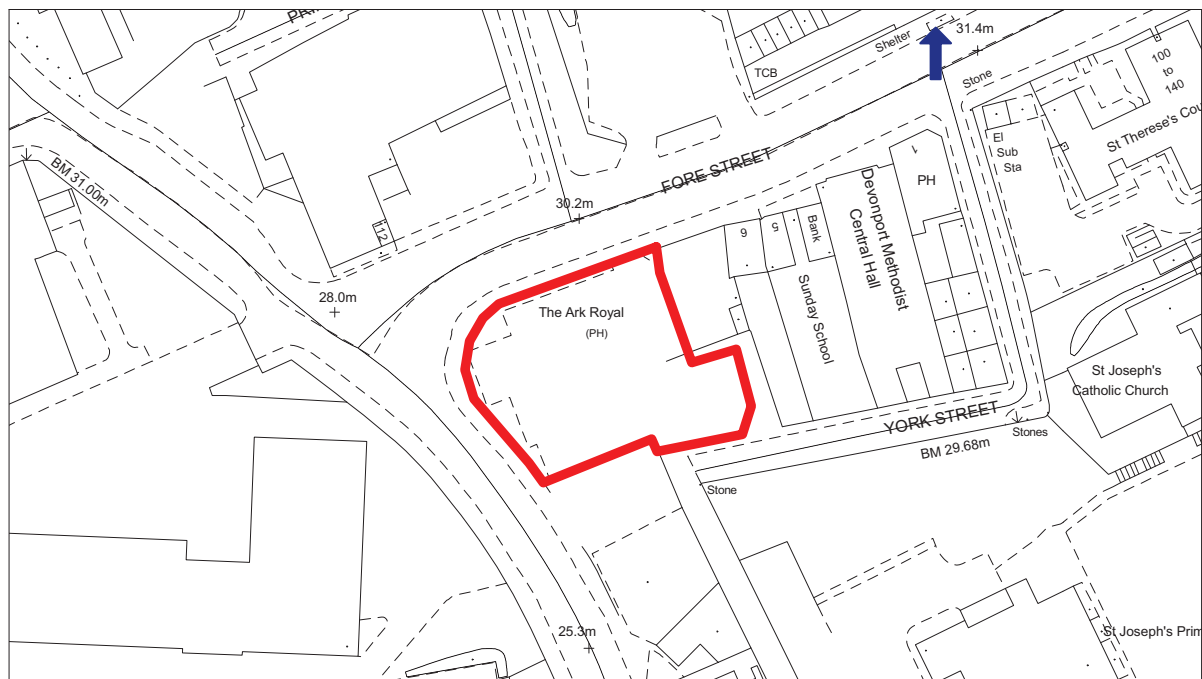 31.4m
Shelter
TCB
Stone
100
to
140
St Therese's Cou
El
Sub
Sta
BM 31.00m
112
FORE STREET
30.2m
1
PH
Devonport Methodist
Central Hall
6
5
Bank
Sunday School
28.0m
The Ark Royal
(PH)
St Joseph's
Catholic Church
YORK STREET
Stones
BM 29.68m
Stone
25.3m
St Joseph's Prim